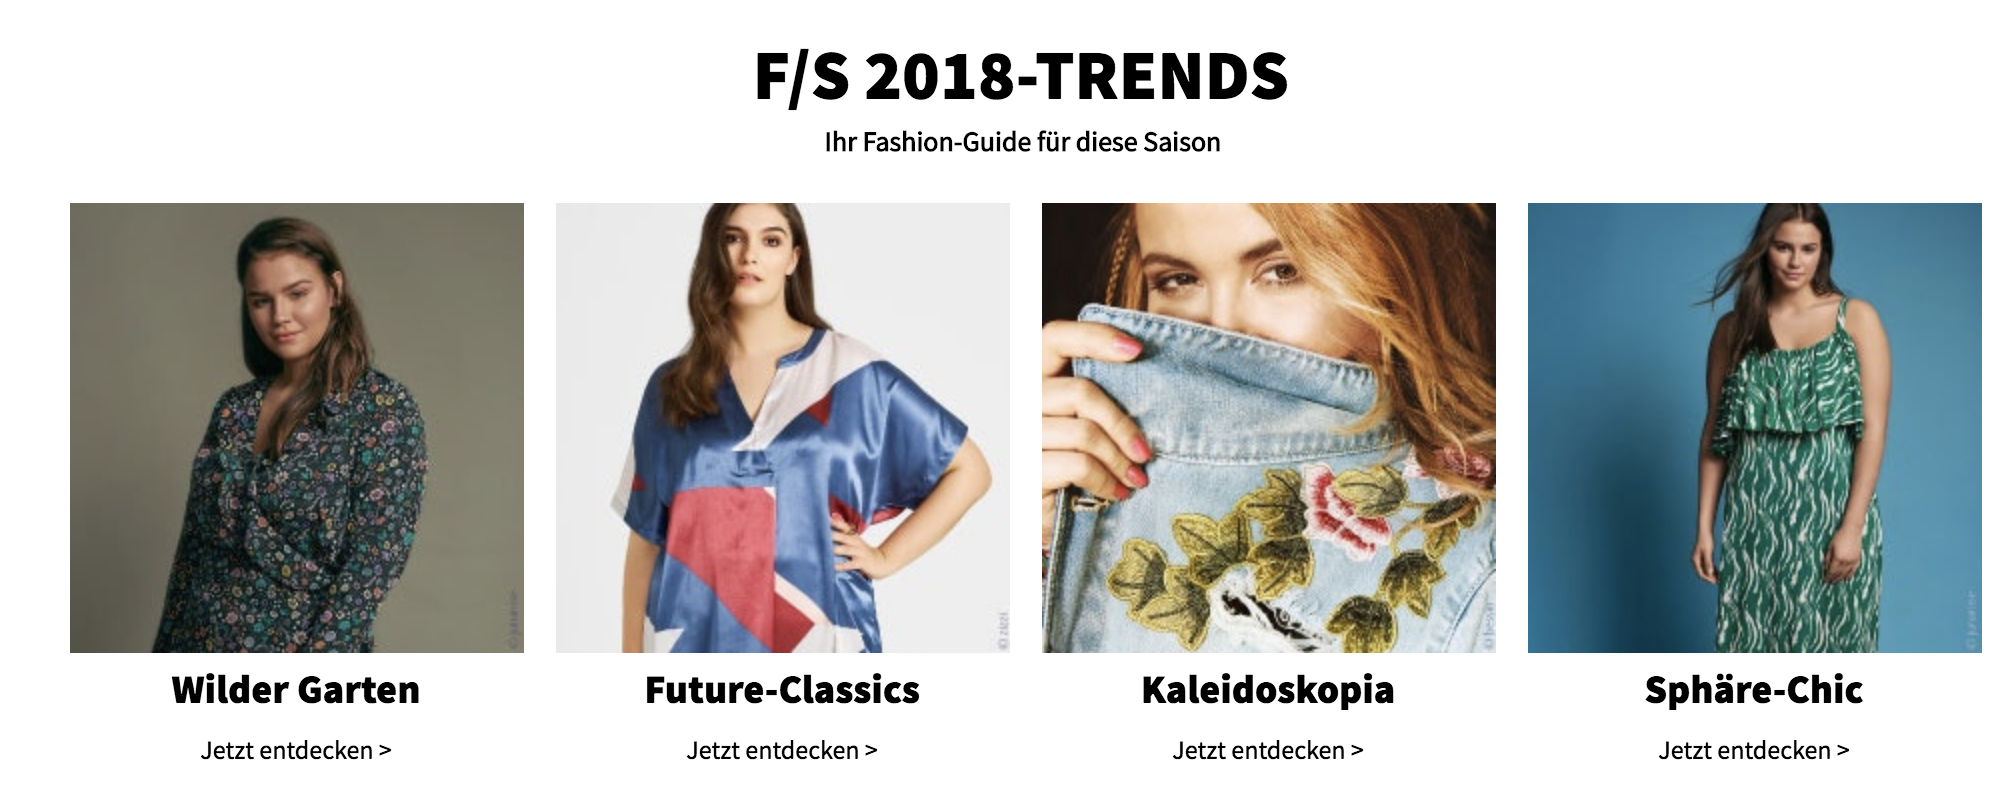 F/S 2018-TRENDS
Ihr Fashion-Guide für diese Saison
Wilder Garten
Future-Classics
Kaleidoskopia
Sphäre-Chic
Jetzt entdecken >
Jetzt entdecken >
Jetzt entdecken >
Jetzt entdecken >
© zizzi